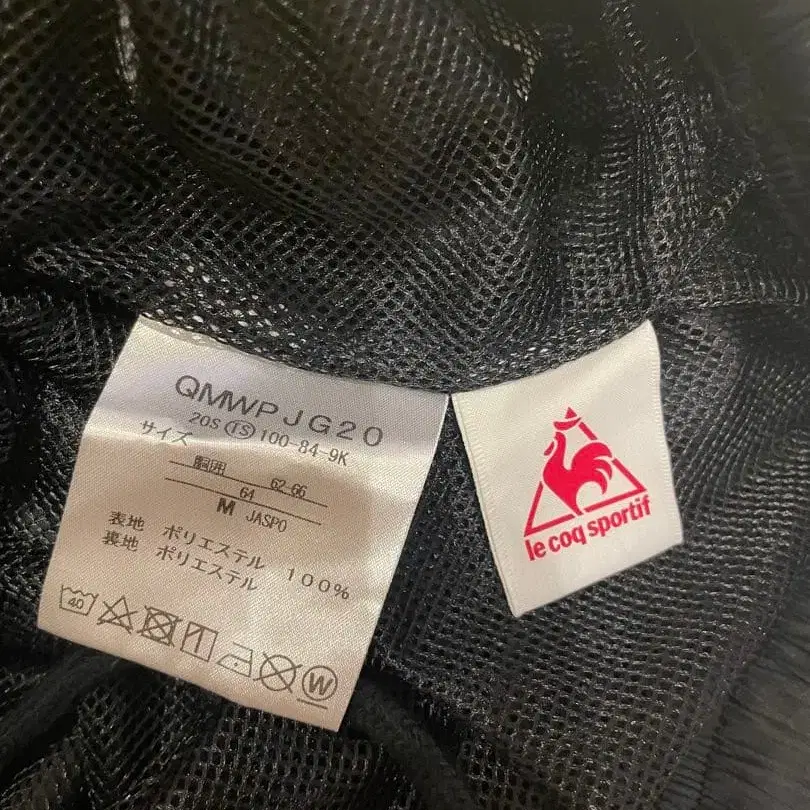 QMWPJG20
20S TS 100-84-9K
サイズ
胴囲 62-66
64
M JASPO
表地 ポリエステル
裏地 ポリエステル 100%
40
W
le coq sportif